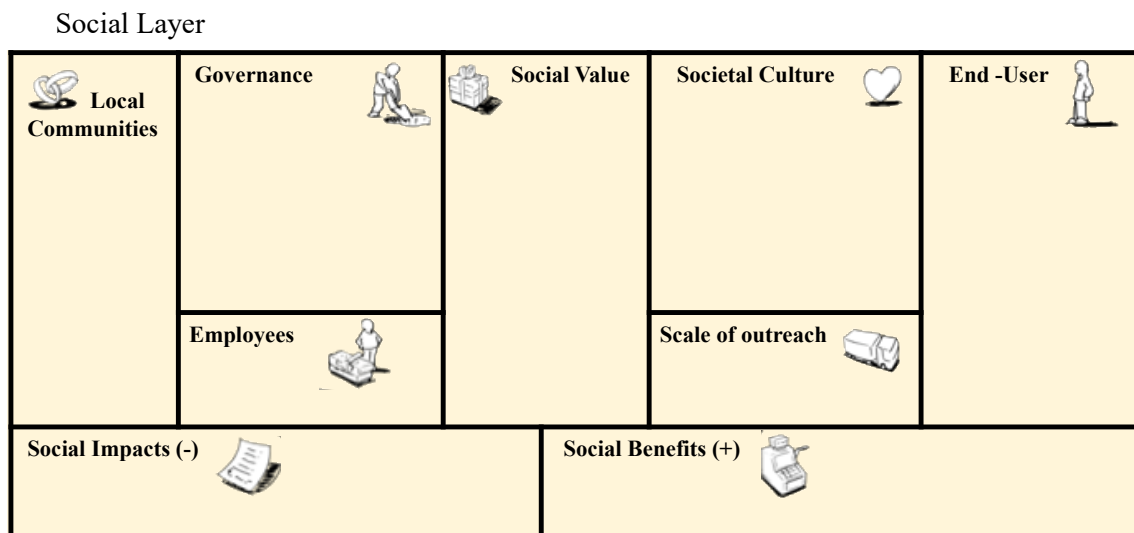 Social Layer
Local
Communities
Governance
Social Value
Societal Culture
End -User
Employees
Scale of outreach
Social Impacts (-)
Social Benefits (+)